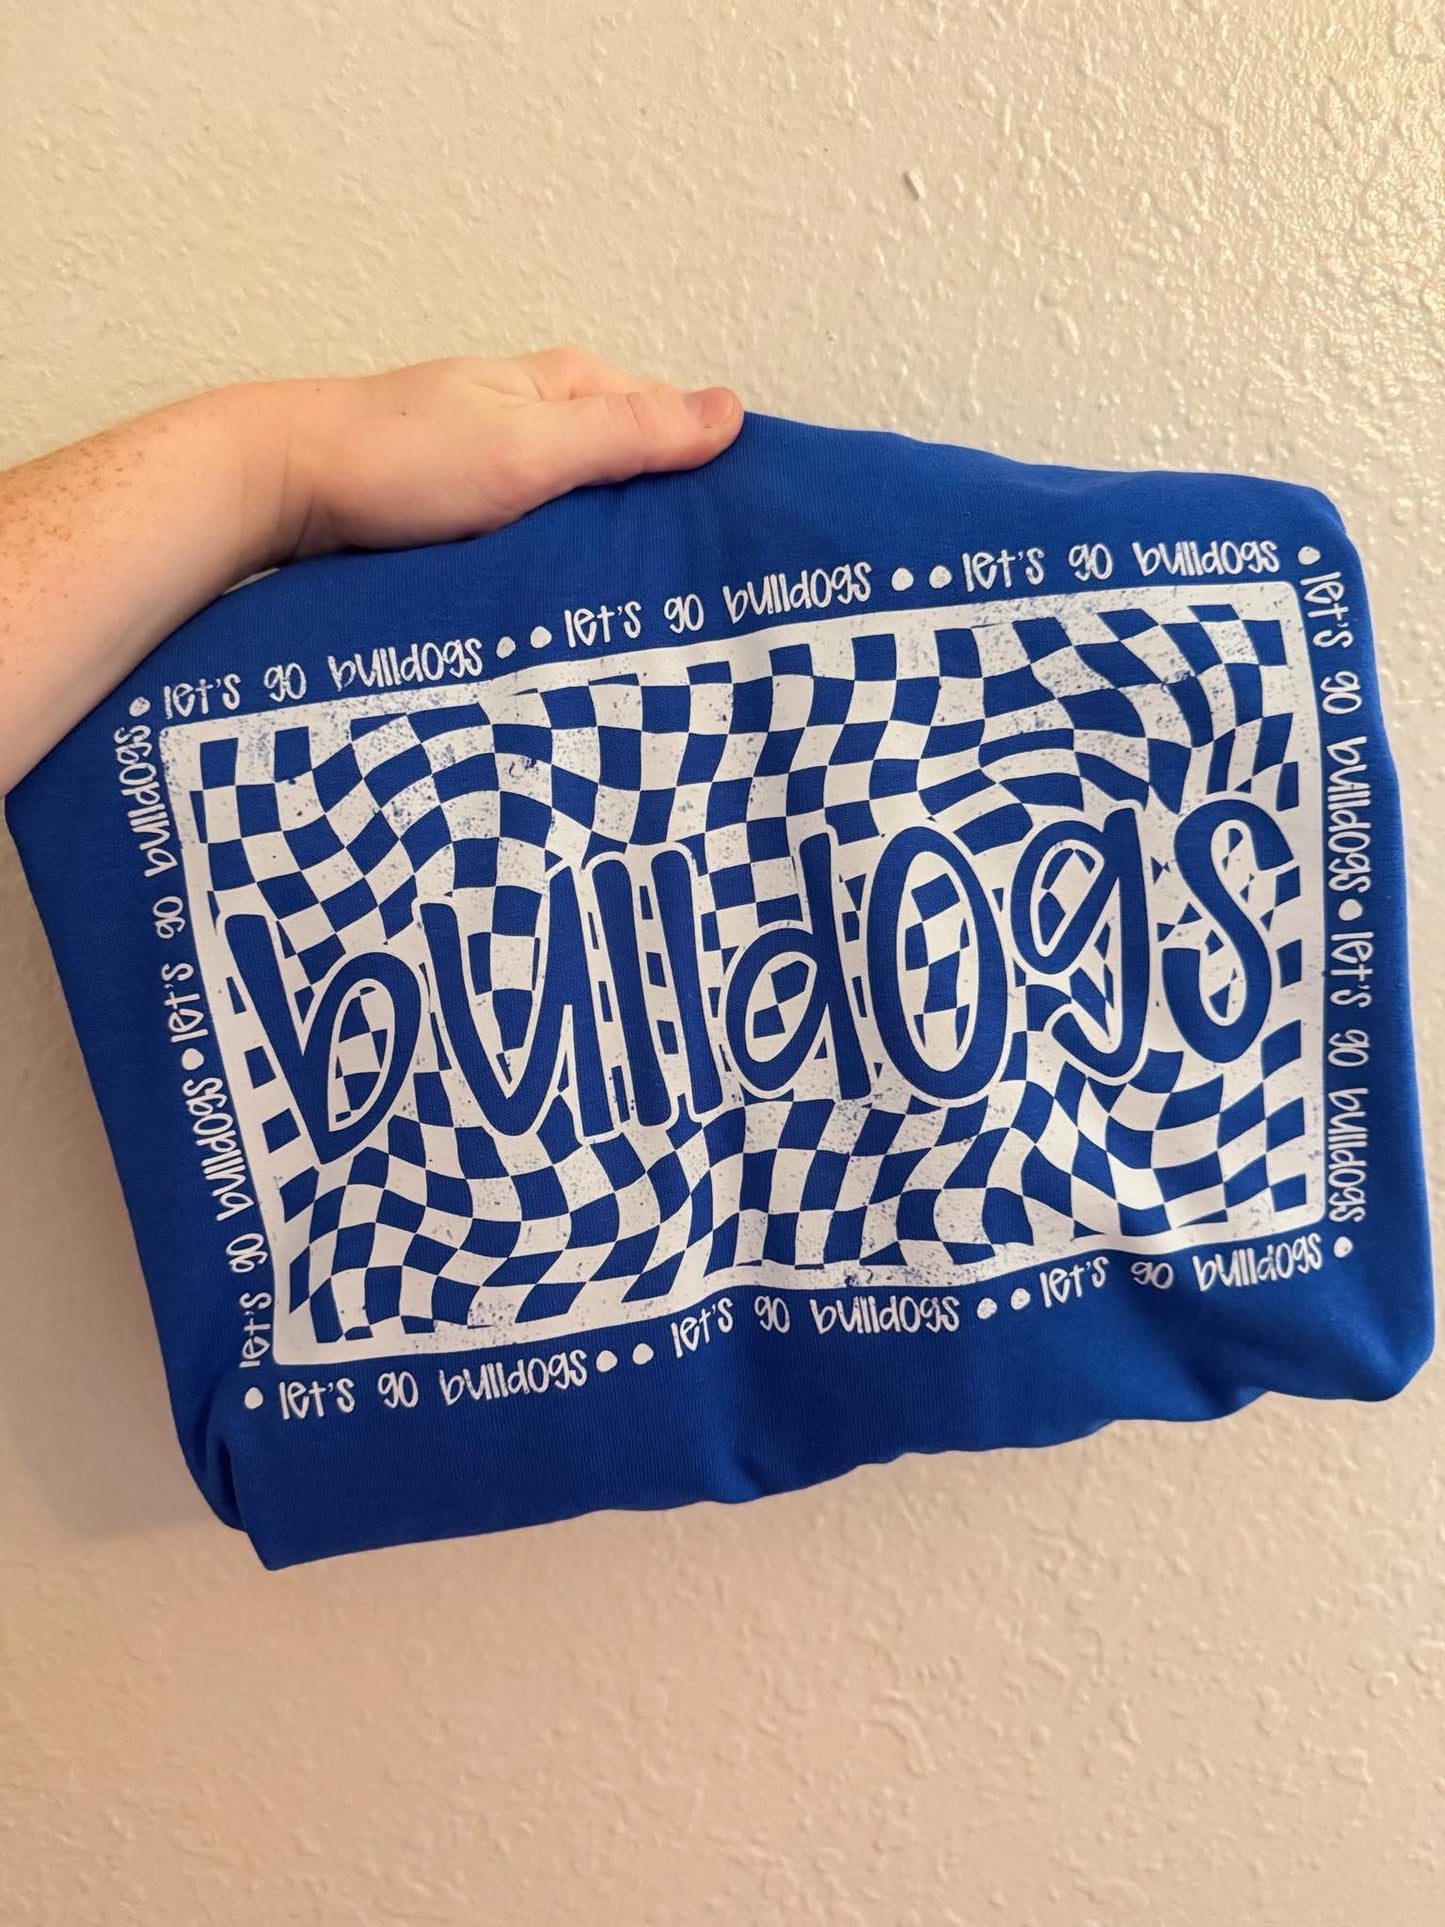 let's go bulldogs • • let's go bulldogs • • let's go bulldogs •
let's go bulldogs • let's go bulldogs
bulldogs
let's go bulldogs • let's go bulldogs •
• let's go bulldogs • • let's go bulldogs • • let's go bulldogs •